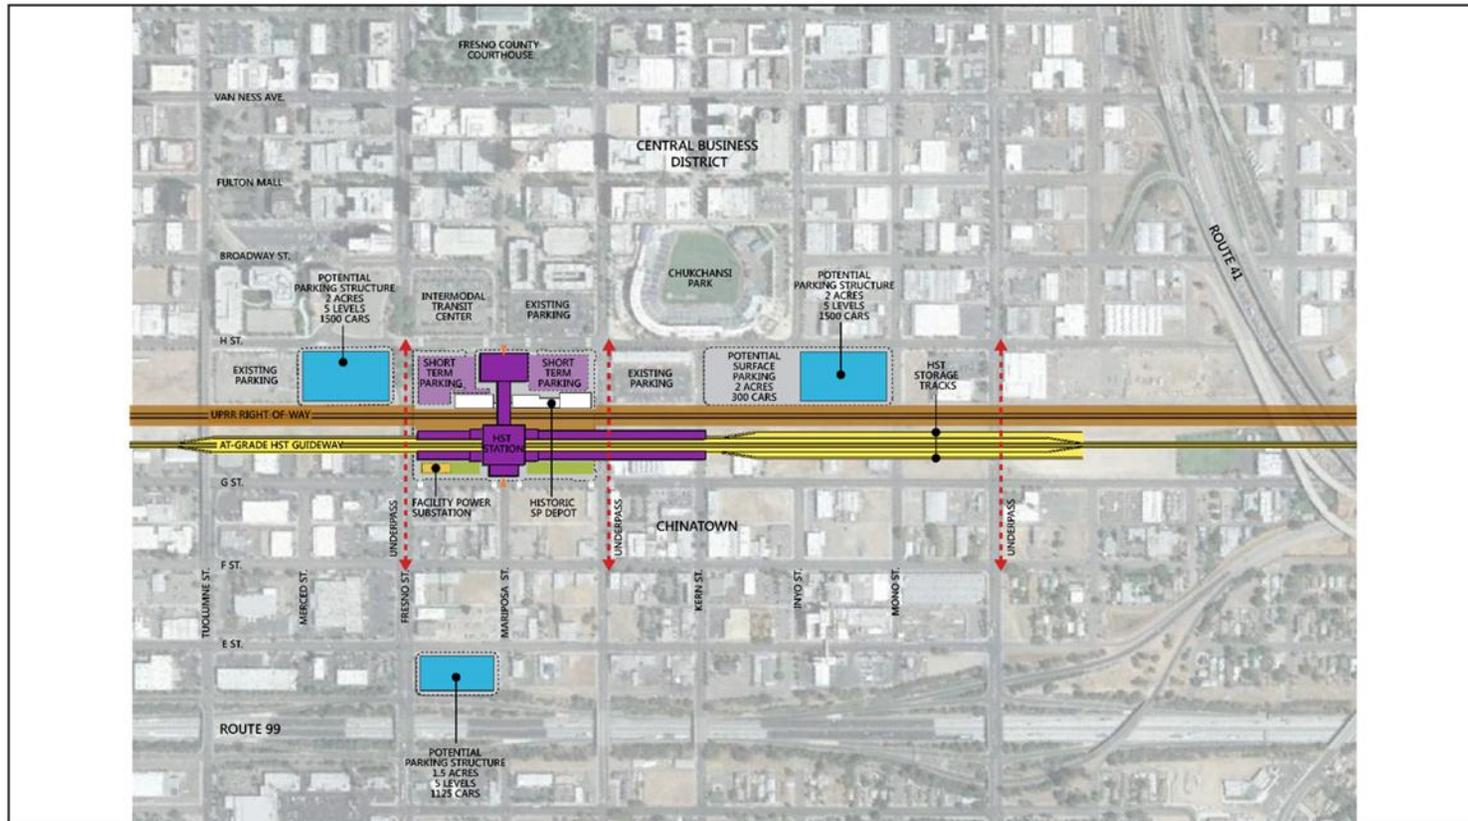 FRESNO COUNTY
COURTHOUSE
VAN NESS AVE.
CENTRAL BUSINESS
DISTRICT
FULTON MALL
BROADWAY ST.
ROUTE 41
POTENTIAL
PARKING STRUCTURE
2 ACRES
5 LEVELS
1500 CARS
INTERMODAL
TRANSIT
CENTER
EXISTING
PARKING
CHUKCHANSI
PARK
POTENTIAL
PARKING STRUCTURE
2 ACRES
5 LEVELS
1500 CARS
H ST.
EXISTING
PARKING
SHORT
TERM
PARKING
SHORT
TERM
PARKING
EXISTING
PARKING
POTENTIAL
SURFACE
PARKING
2 ACRES
300 CARS
HST
STORAGE
TRACKS
UPRR RIGHT-OF-WAY
AT-GRADE HST GUIDEWAY
HST
STATION
G ST.
FACILITY POWER
SUBSTATION
HISTORIC
SP DEPOT
UNDERPASS
UNDERPASS
UNDERPASS
CHINATOWN
F ST.
TUOLUMNE ST.
MERCED ST.
FRESNO ST.
MARIPOSA ST.
KERN ST.
INYO ST.
MONO ST.
E ST.
ROUTE 99
POTENTIAL
PARKING STRUCTURE
1.5 ACRES
5 LEVELS
1125 CARS